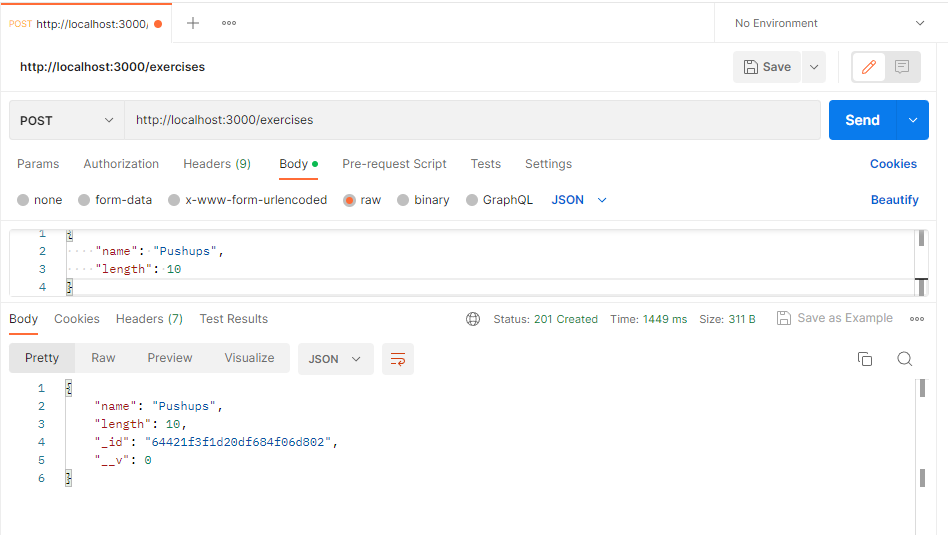 POST http://localhost:3000/ No Environment
http://localhost:3000/exercises Save
POST http://localhost:3000/exercises Send
Params Authorization Headers (9) Body Pre-request Script Tests Settings Cookies
none form-data x-www-form-urlencoded raw binary GraphQL JSON Beautify
1 {
2 "name": "Pushups",
3 "length": 10
4 }
Body Cookies Headers (7) Test Results Status: 201 Created Time: 1449 ms Size: 311 B Save as Example
Pretty Raw Preview Visualize JSON
1 {
2 "name": "Pushups",
3 "length": 10,
4 "_id": "64421f3f1d20df684f06d802",
5 "__v": 0
6 }